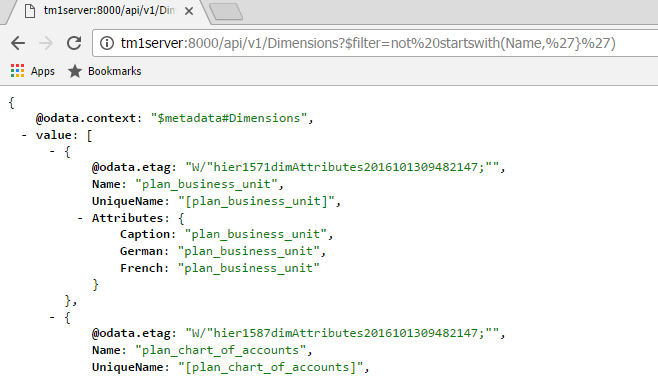 tm1server:8000/api/v1/Dim
tm1server:8000/api/v1/Dimensions?$filter=not%20startswith(Name,%27}%27)
Apps Bookmarks
{
@odata.context: "$metadata#Dimensions",
- value: [
- {
@odata.etag: "W/"hier1571dimAttributes2016101309482147;"",
Name: "plan_business_unit",
UniqueName: "[plan_business_unit]",
- Attributes: {
Caption: "plan_business_unit",
German: "plan_business_unit",
French: "plan_business_unit"
}
},
- {
@odata.etag: "W/"hier1587dimAttributes2016101309482147;"",
Name: "plan_chart_of_accounts",
UniqueName: "[plan_chart_of_accounts]",